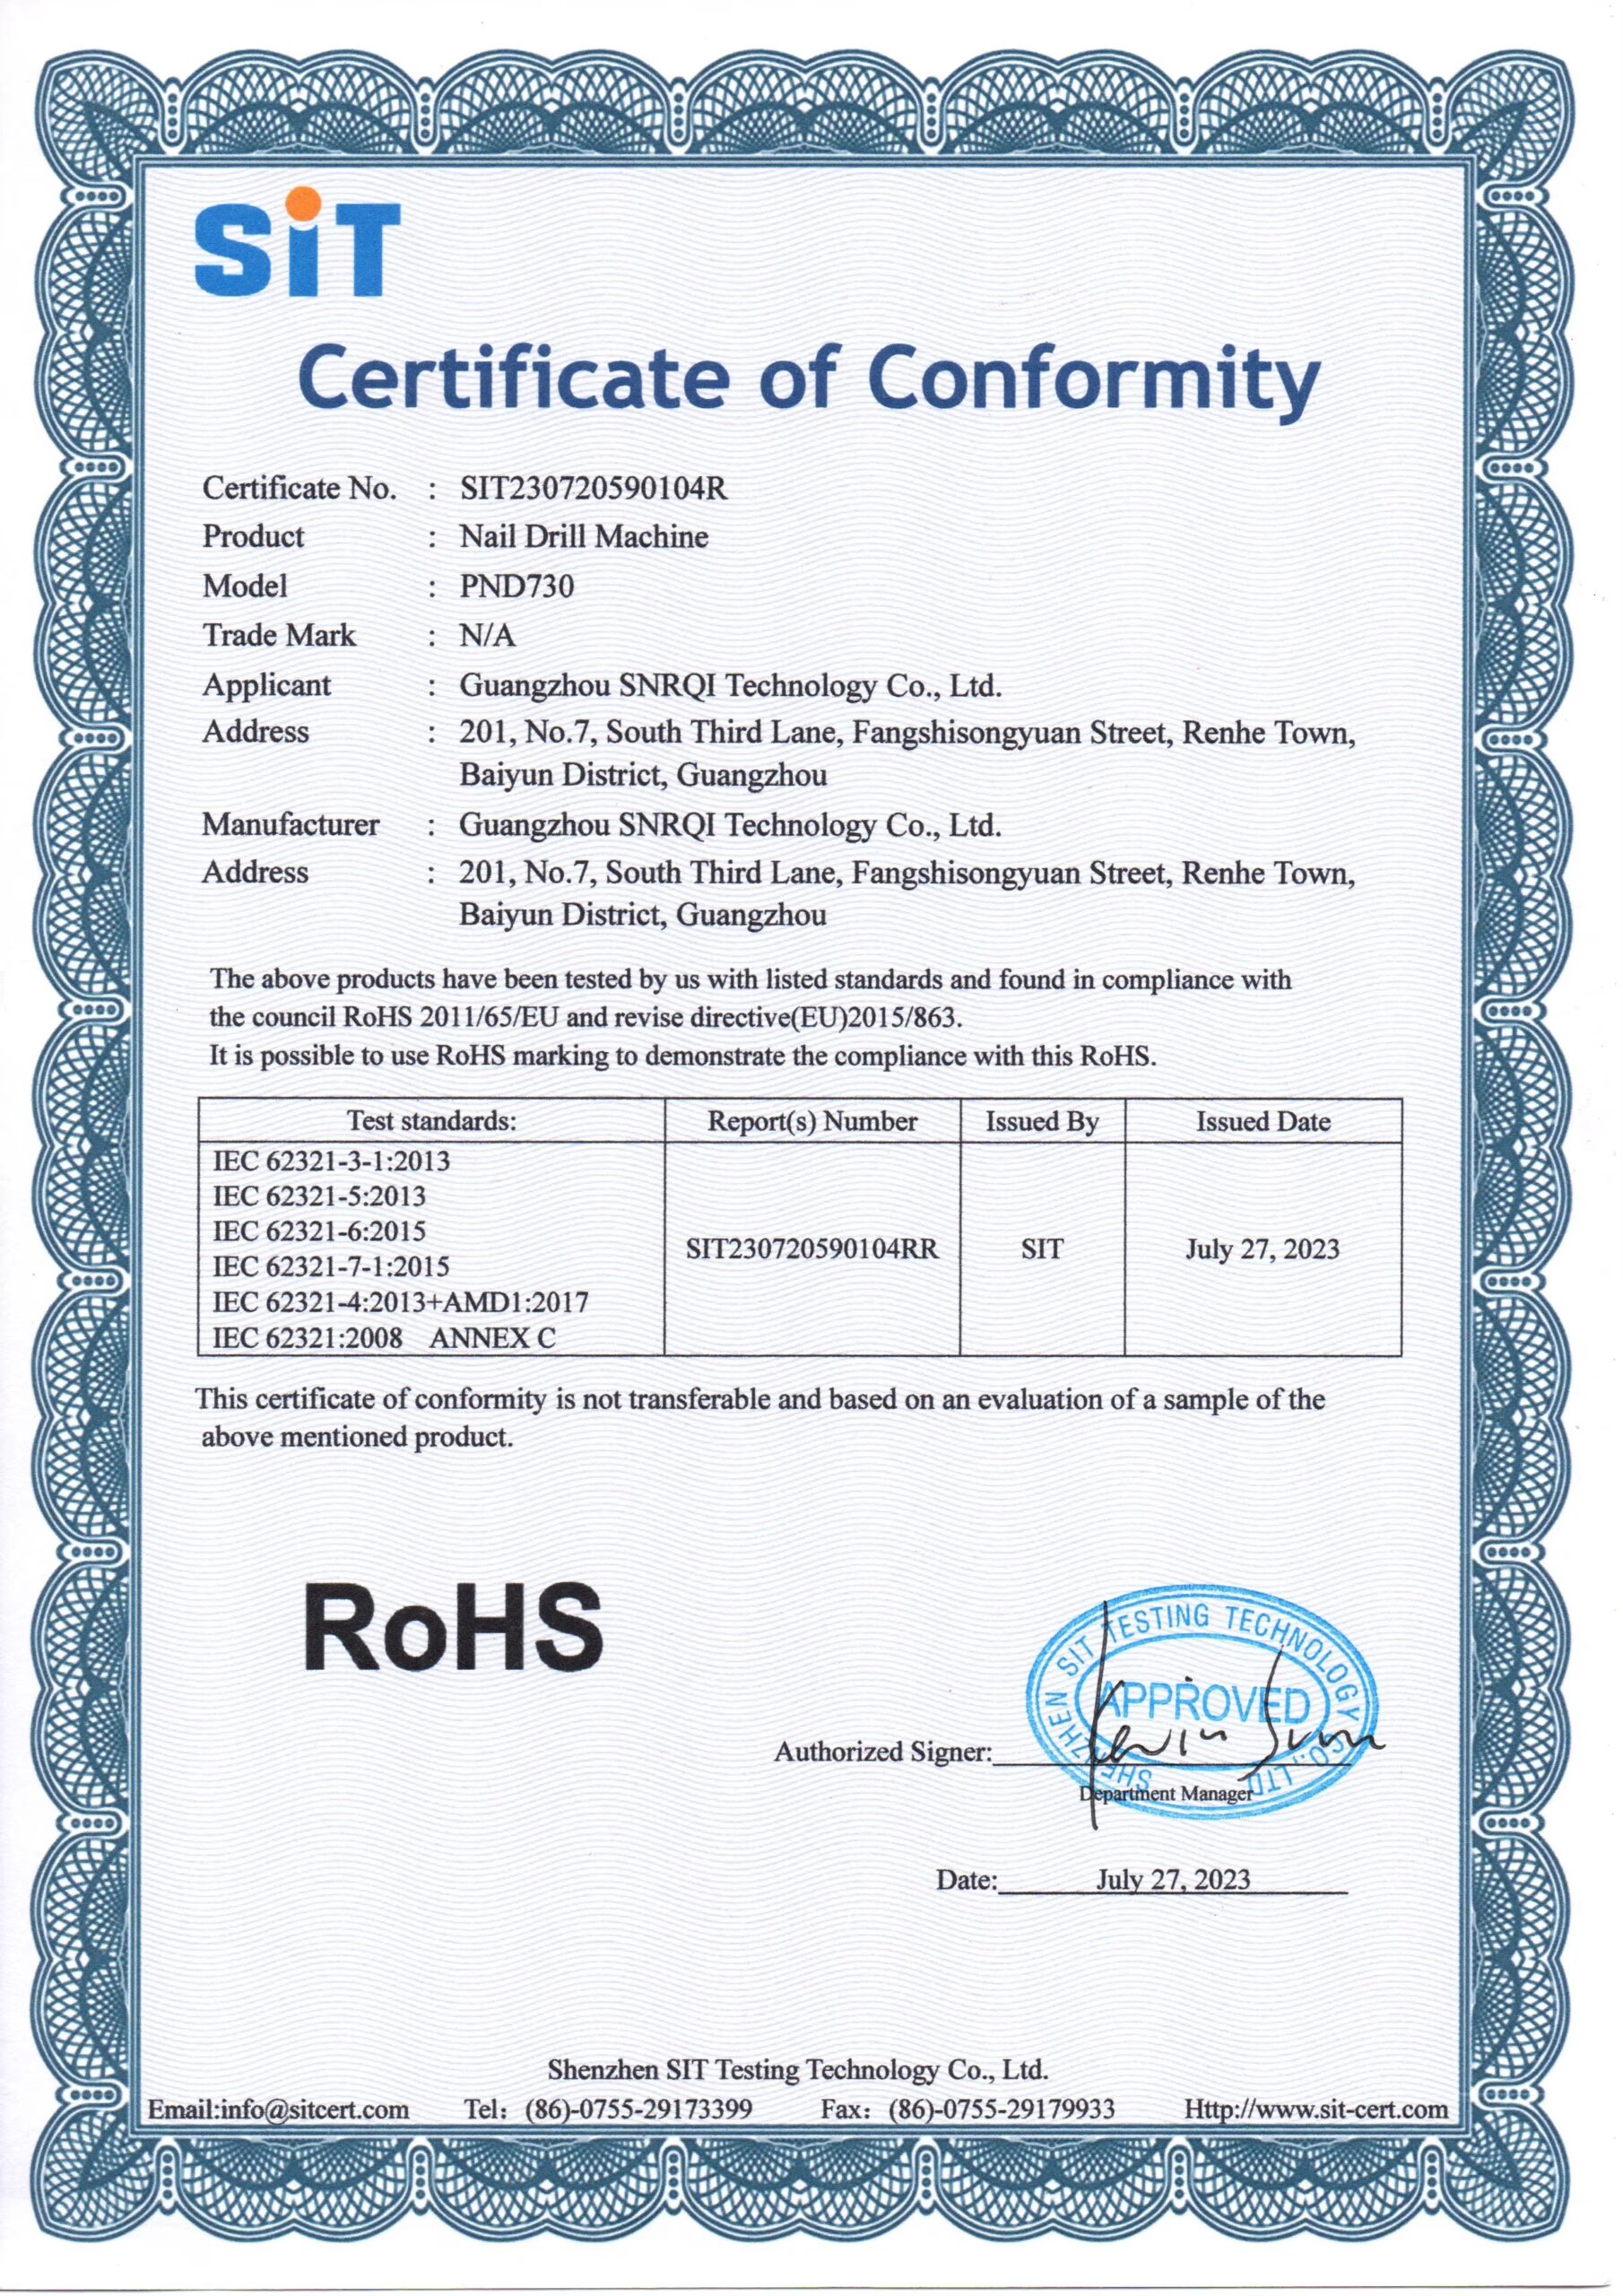 SiT
Certificate of Conformity
Certificate No. : SIT230720590104R
Product : Nail Drill Machine
Model : PND730
Trade Mark : N/A
Applicant : Guangzhou SNRQI Technology Co., Ltd.
Address : 201, No.7, South Third Lane, Fangshisongyuan Street, Renhe Town,
Baiyun District, Guangzhou
Manufacturer : Guangzhou SNRQI Technology Co., Ltd.
Address : 201, No.7, South Third Lane, Fangshisongyuan Street, Renhe Town,
Baiyun District, Guangzhou
The above products have been tested by us with listed standards and found in compliance with
the council RoHS 2011/65/EU and revise directive(EU)2015/863.
It is possible to use RoHS marking to demonstrate the compliance with this RoHS.
Test standards: Report(s) Number Issued By Issued Date
IEC 62321-3-1:2013
IEC 62321-5:2013
IEC 62321-6:2015
IEC 62321-7-1:2015
IEC 62321-4:2013+AMD1:2017
IEC 62321:2008 ANNEX C
SIT230720590104RR SIT July 27, 2023
This certificate of conformity is not transferable and based on an evaluation of a sample of the
above mentioned product.
RoHS
SHENZHEN SIT TESTING TECHNOLOGY CO., LTD
APPROVED
Authorized Signer: Kevin Sun
Department Manager
Date: July 27, 2023
Shenzhen SIT Testing Technology Co., Ltd.
Email:info@sitcert.com Tel: (86)-0755-29173399 Fax: (86)-0755-29179933 Http://www.sit-cert.com